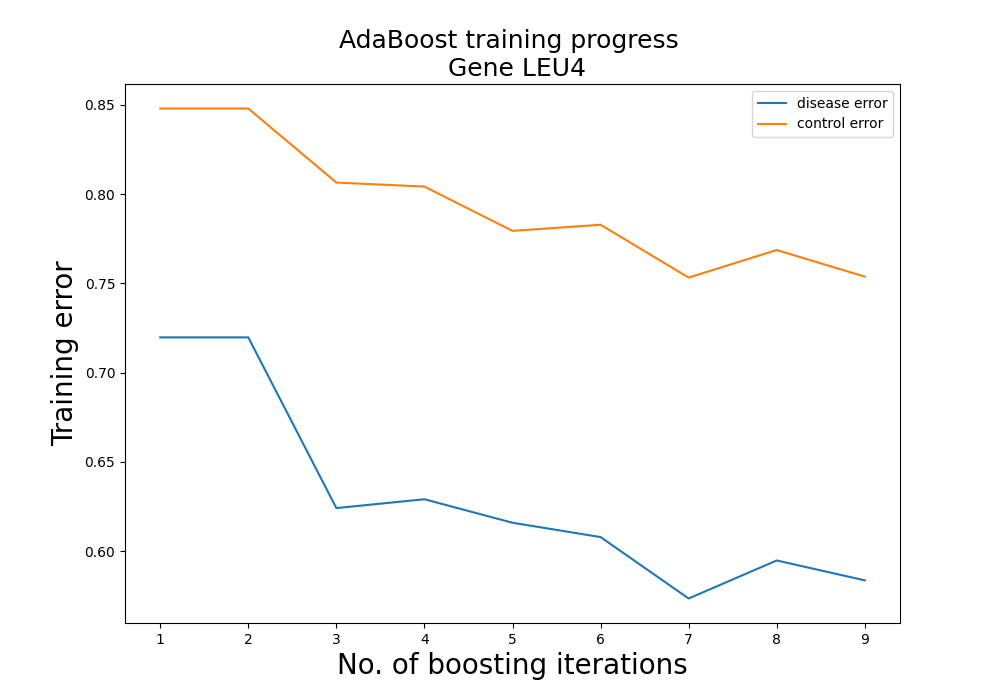 AdaBoost training progress
Gene LEU4
disease error
control error
Training error
0.85
0.80
0.75
0.70
0.65
0.60
1 2 3 4 5 6 7 8 9
No. of boosting iterations